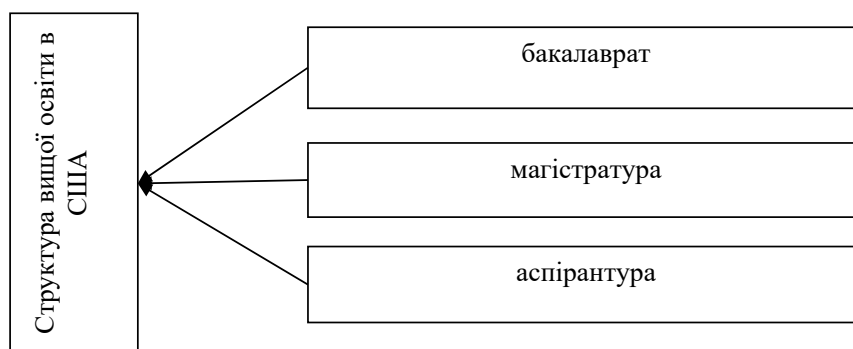 Структура вищої освіти в
США
бакалаврат
магістратура
аспірантура